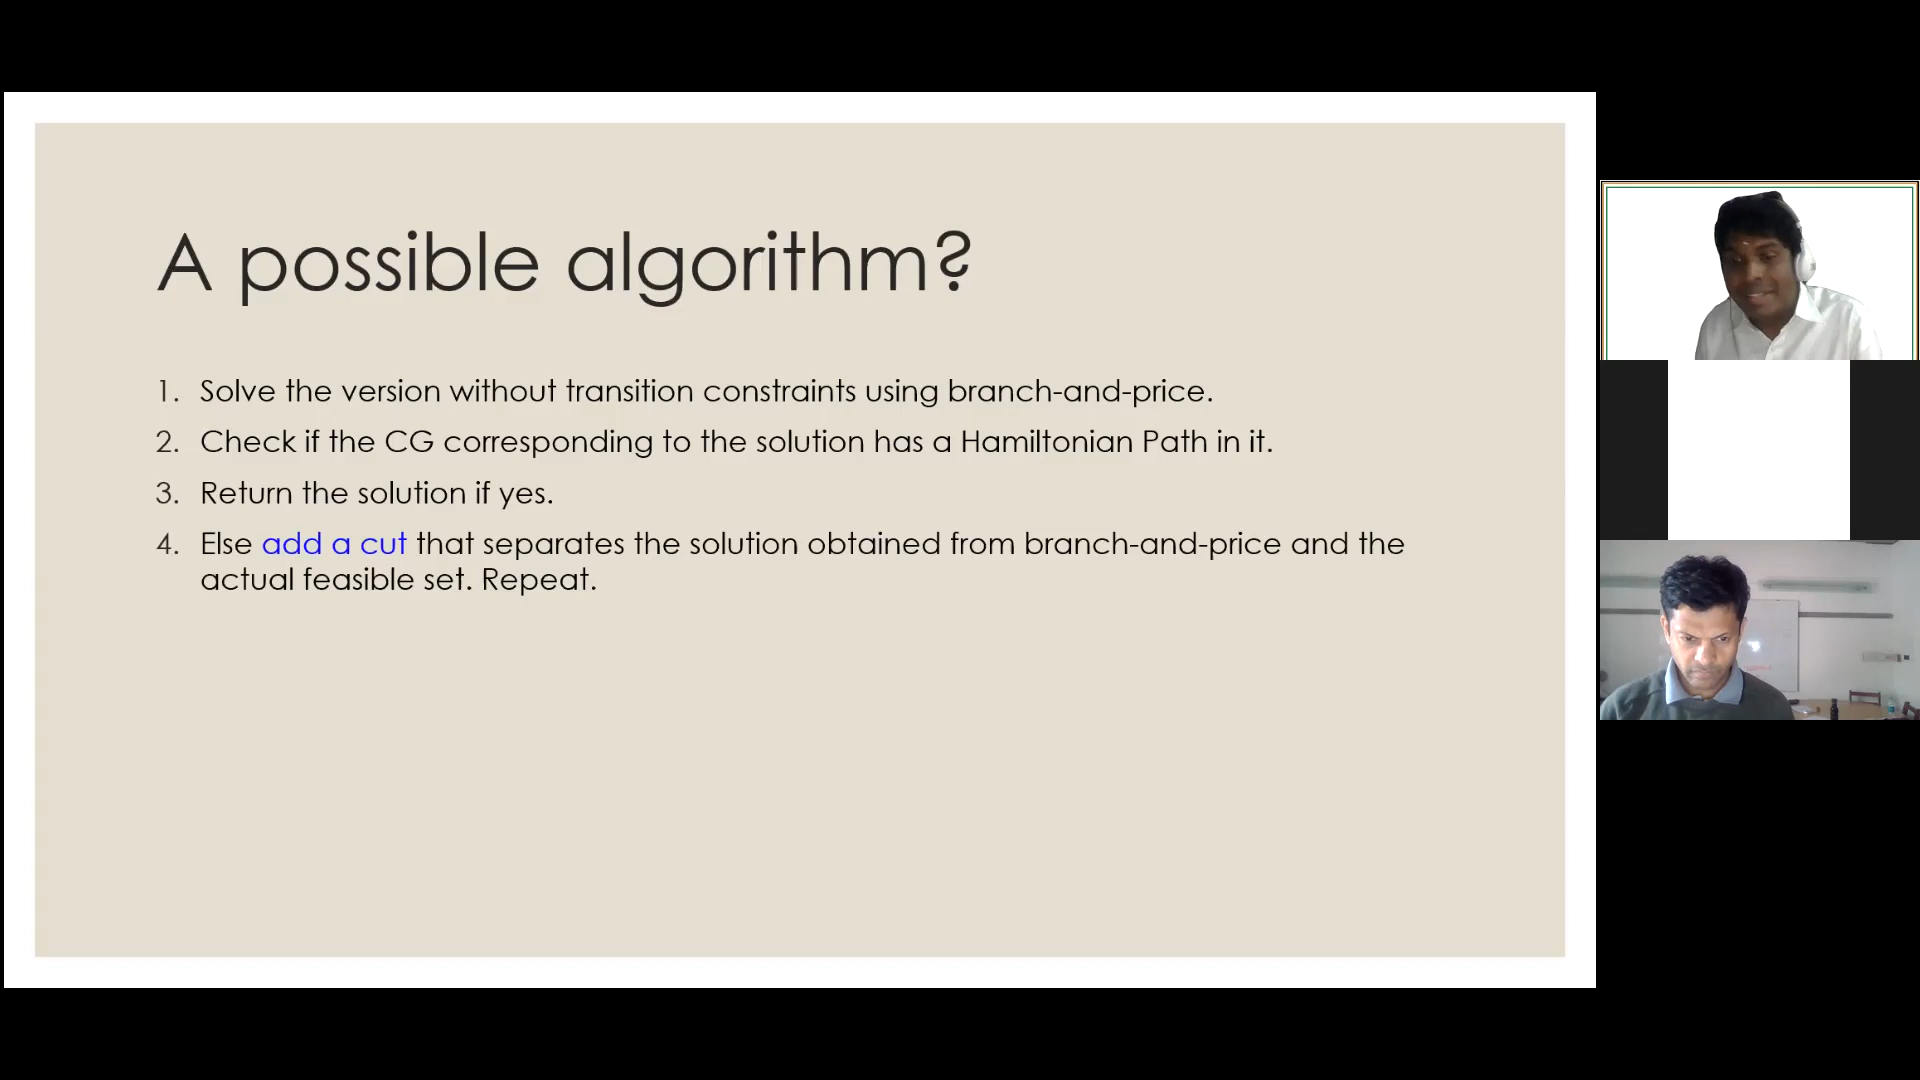 A possible algorithm?
1. Solve the version without transition constraints using branch-and-price.
2. Check if the CG corresponding to the solution has a Hamiltonian Path in it.
3. Return the solution if yes.
4. Else add a cut that separates the solution obtained from branch-and-price and the
actual feasible set. Repeat.